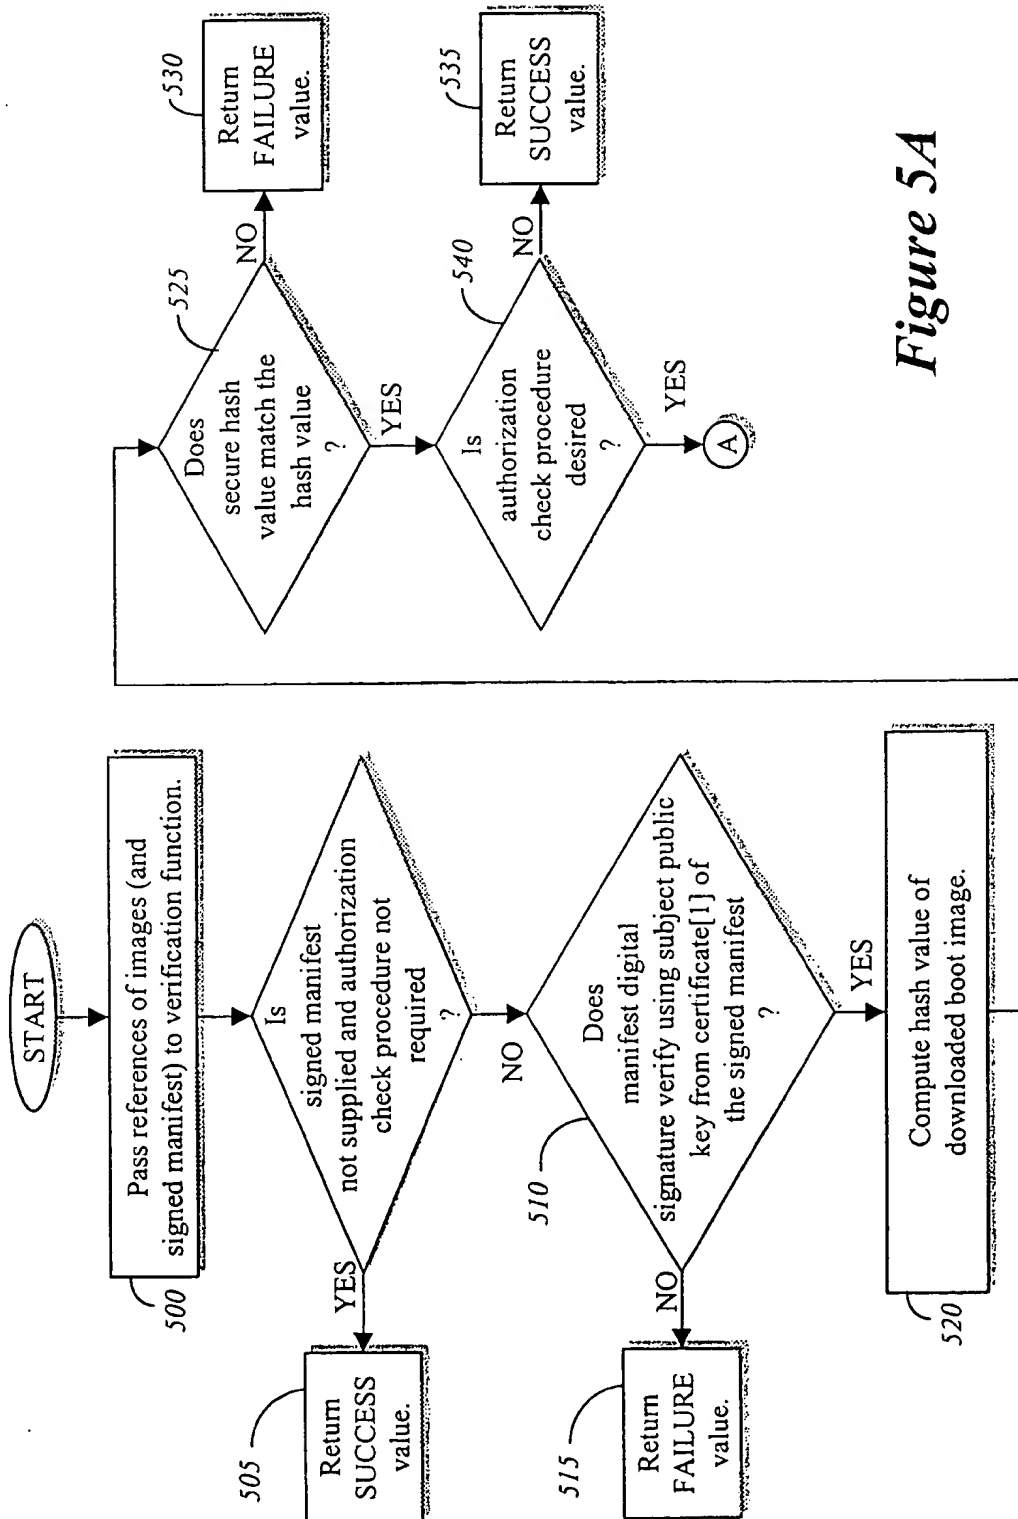 START
Pass references of images (and
signed manifest) to verification function.
500
Is
signed manifest
not supplied and authorization
check procedure not
required
?
YES
505
Return
SUCCESS
value.
NO
Does
manifest digital
signature verify using subject public
key from certificate[1] of
the signed manifest
?
510
NO
515
Return
FAILURE
value.
YES
Compute hash value of
downloaded boot image.
520
Does
secure hash
value match the
hash value
?
525
NO
530
Return
FAILURE
value.
YES
Is
authorization
check procedure
desired
?
540
NO
535
Return
SUCCESS
value.
YES
A
Figure 5A